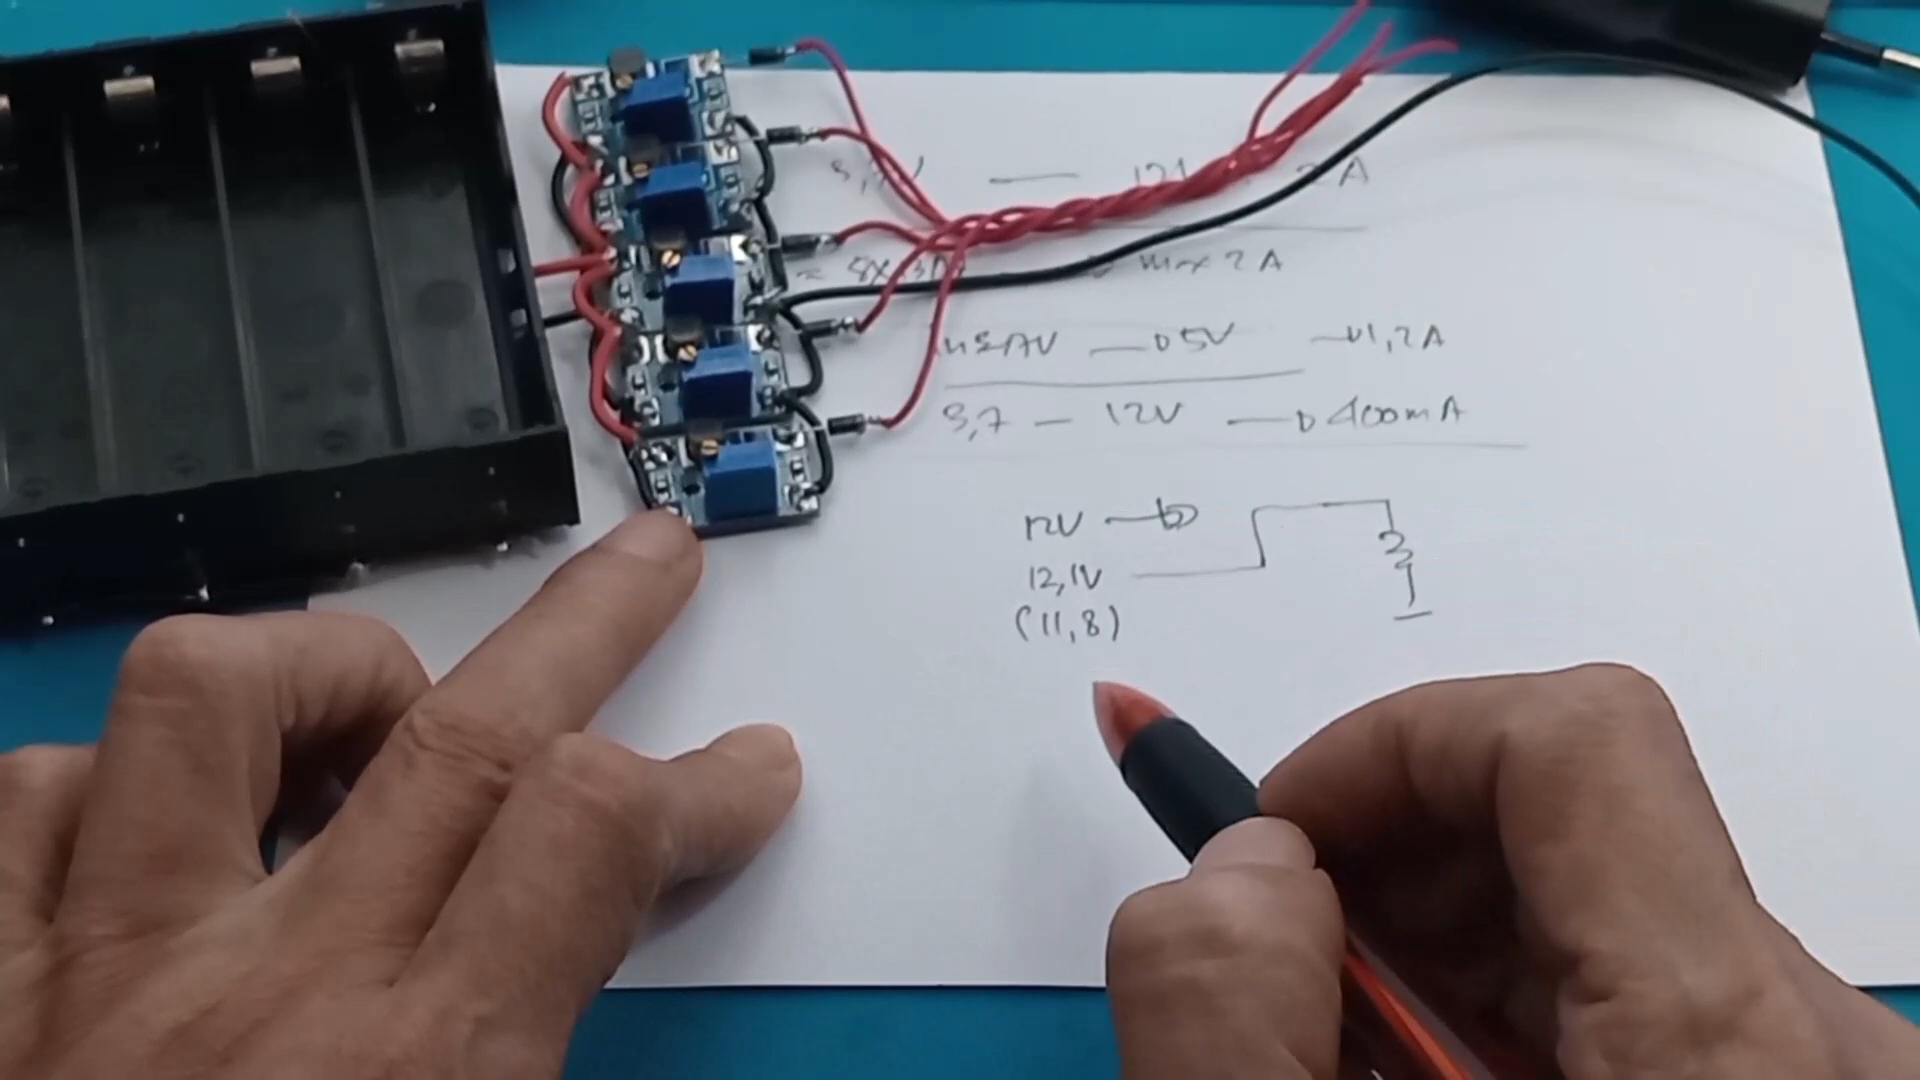 3,7V — 12V 2A
max 2A
5V 1,2A
3,7 — 12V 400mA
12V
12,1V
(11,8)